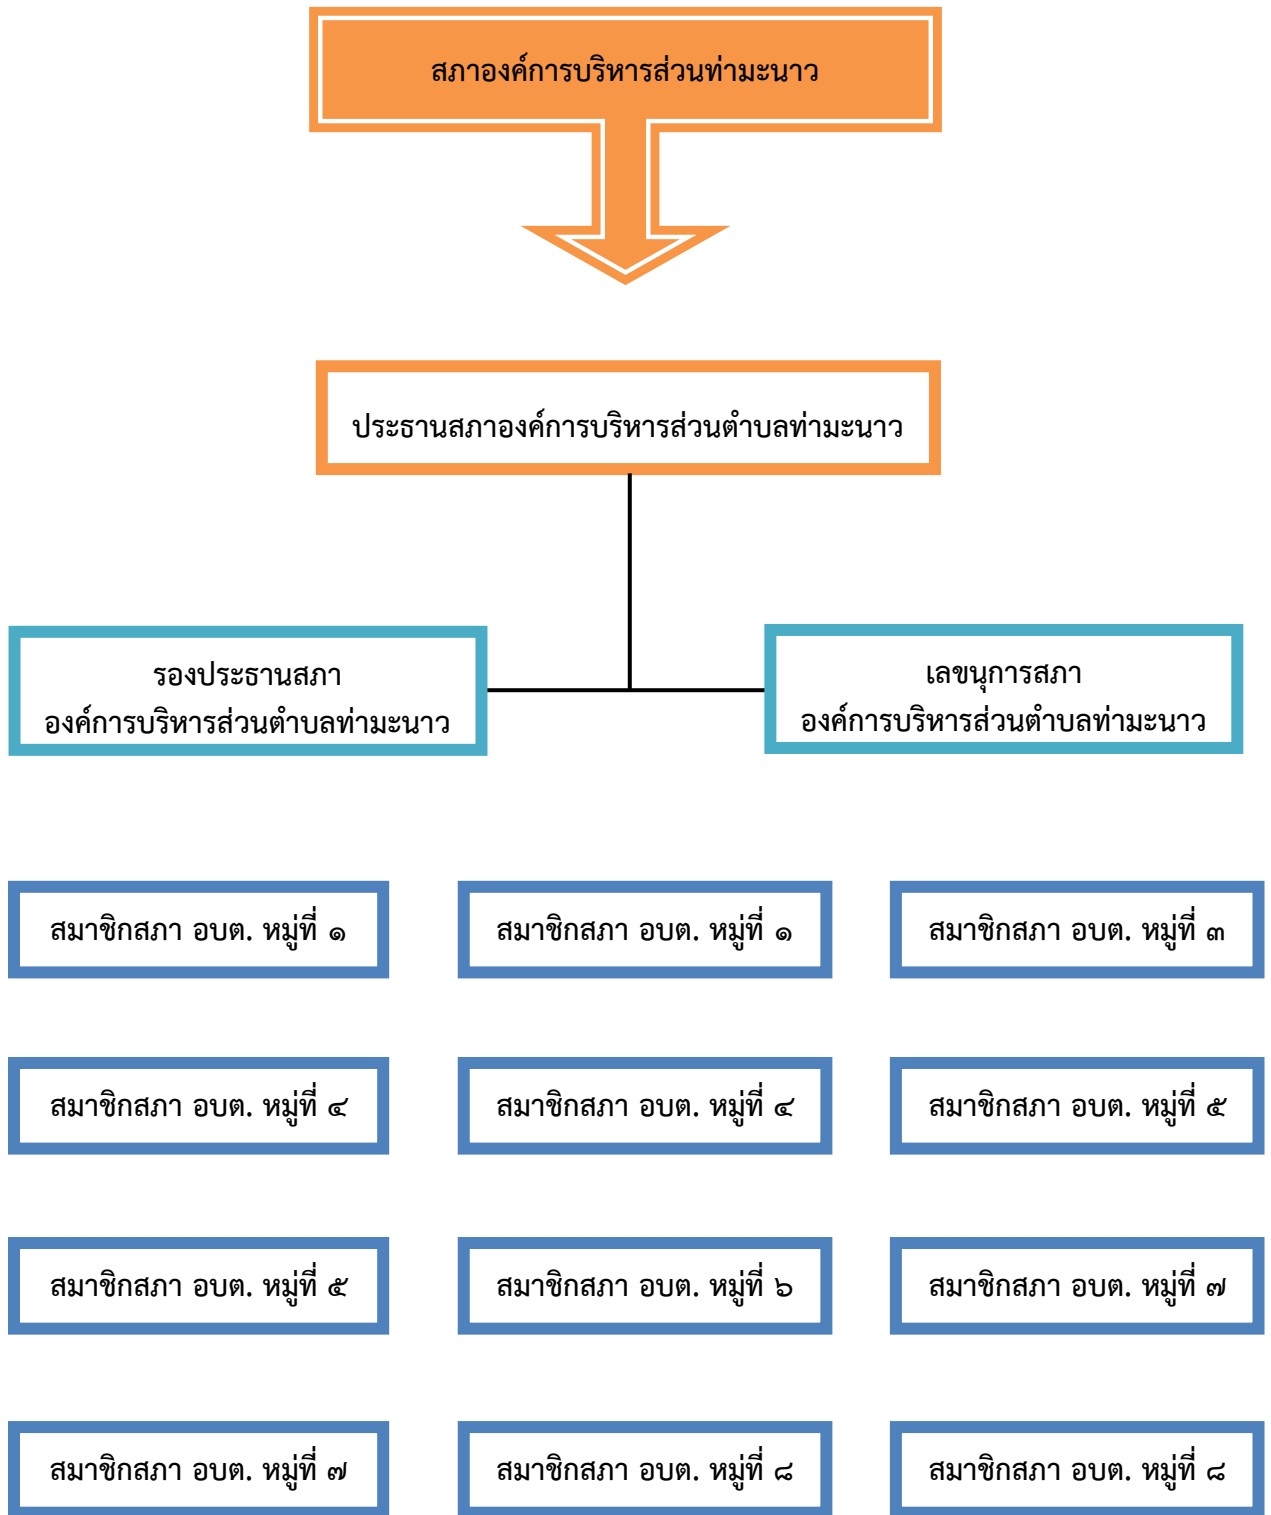 สภาองค์การบริหารส่วนท่ามะนาว
ประธานสภาองค์การบริหารส่วนตำบลท่ามะนาว
รองประธานสภา
องค์การบริหารส่วนตำบลท่ามะนาว
เลขนุการสภา
องค์การบริหารส่วนตำบลท่ามะนาว
สมาชิกสภา อบต. หมู่ที่ ๑
สมาชิกสภา อบต. หมู่ที่ ๑
สมาชิกสภา อบต. หมู่ที่ ๓
สมาชิกสภา อบต. หมู่ที่ ๔
สมาชิกสภา อบต. หมู่ที่ ๔
สมาชิกสภา อบต. หมู่ที่ ๕
สมาชิกสภา อบต. หมู่ที่ ๕
สมาชิกสภา อบต. หมู่ที่ ๖
สมาชิกสภา อบต. หมู่ที่ ๗
สมาชิกสภา อบต. หมู่ที่ ๗
สมาชิกสภา อบต. หมู่ที่ ๘
สมาชิกสภา อบต. หมู่ที่ ๘